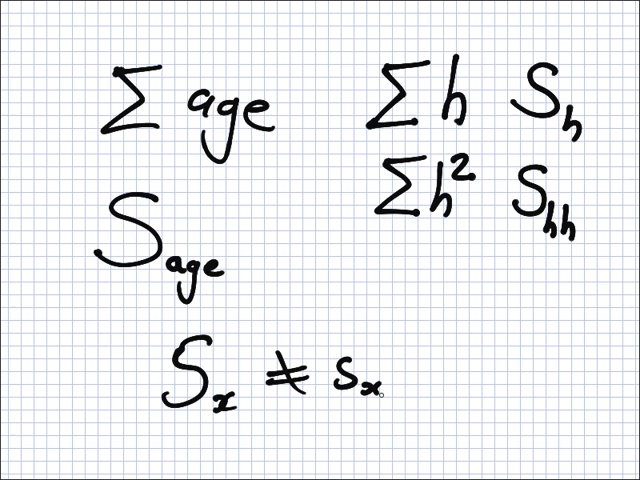 Σ age
S_age
Σ h S_h
Σ h² S_hh
S_x ≠ s_x